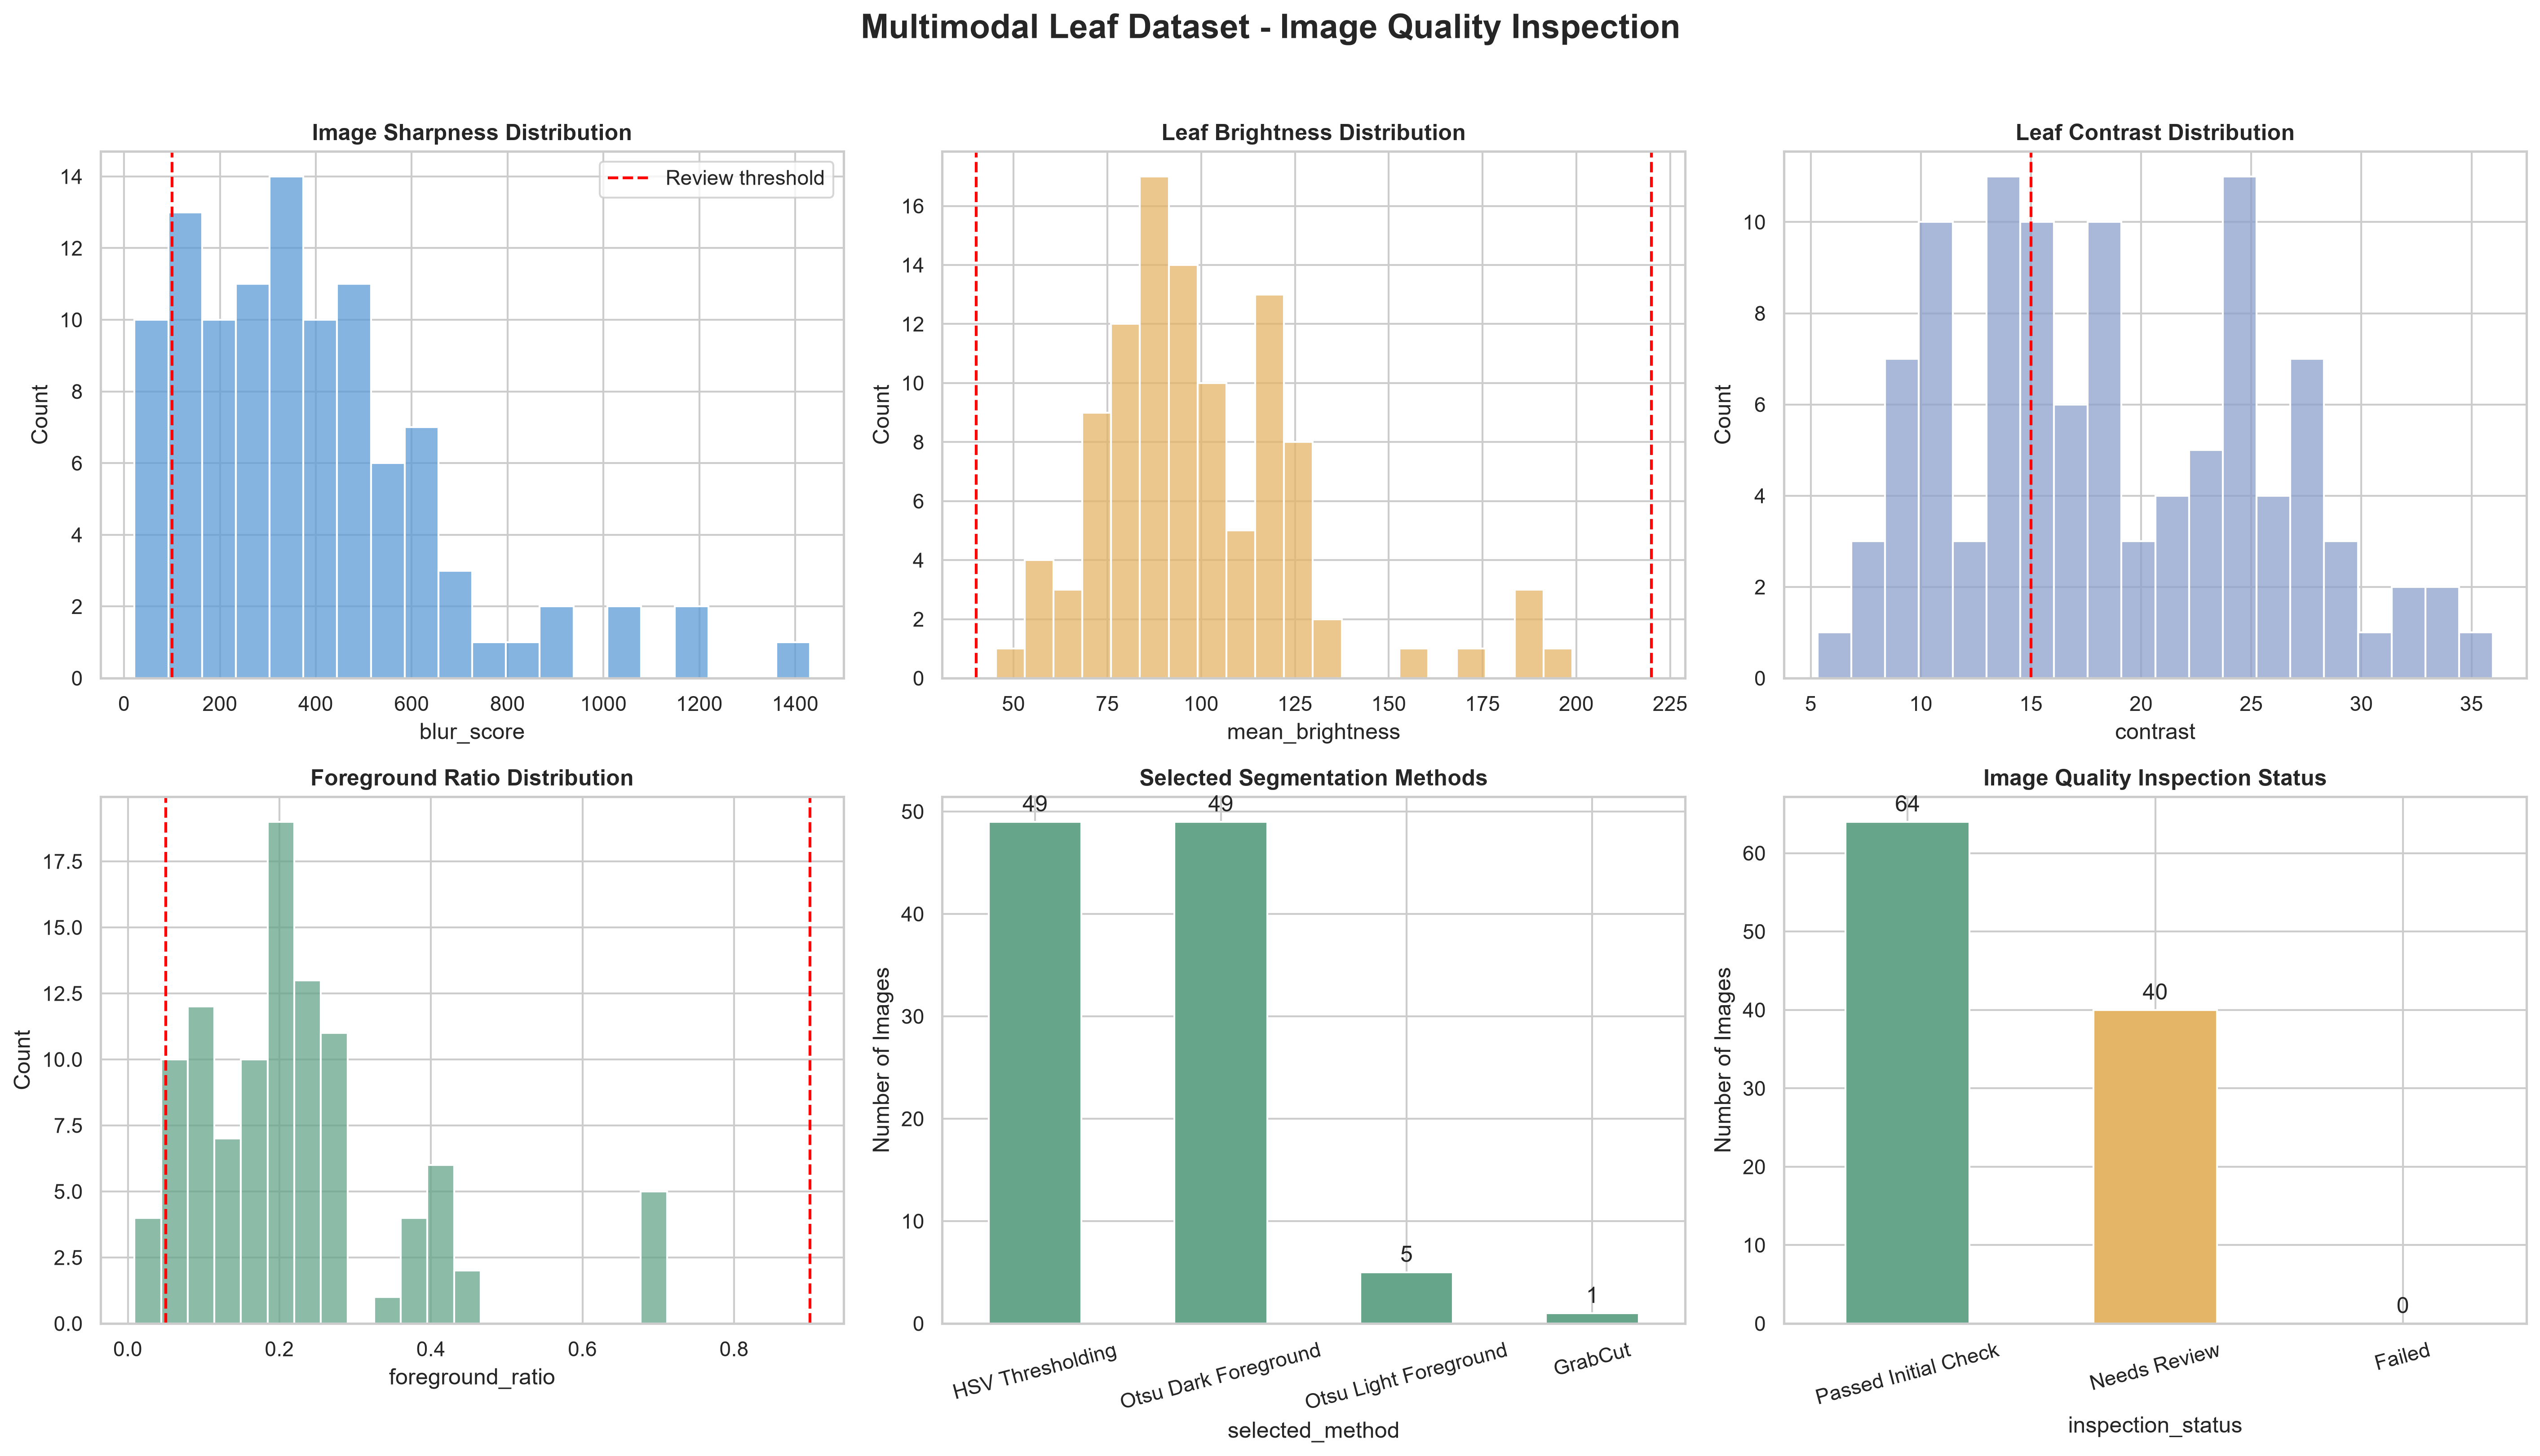 Multimodal Leaf Dataset - Image Quality Inspection
Image Sharpness Distribution
Review threshold
Count
14
12
10
8
6
4
2
0
0 200 400 600 800 1000 1200 1400
blur_score
Leaf Brightness Distribution
Count
16
14
12
10
8
6
4
2
0
50 75 100 125 150 175 200 225
mean_brightness
Leaf Contrast Distribution
Count
10
8
6
4
2
0
5 10 15 20 25 30 35
contrast
Foreground Ratio Distribution
Count
17.5
15.0
12.5
10.0
7.5
5.0
2.5
0.0
0.0 0.2 0.4 0.6 0.8
foreground_ratio
Selected Segmentation Methods
Number of Images
50
40
30
20
10
0
49 49 5 1
HSV Thresholding
Otsu Dark Foreground
Otsu Light Foreground
GrabCut
selected_method
Image Quality Inspection Status
Number of Images
60
50
40
30
20
10
0
64 40 0
Passed Initial Check
Needs Review
Failed
inspection_status